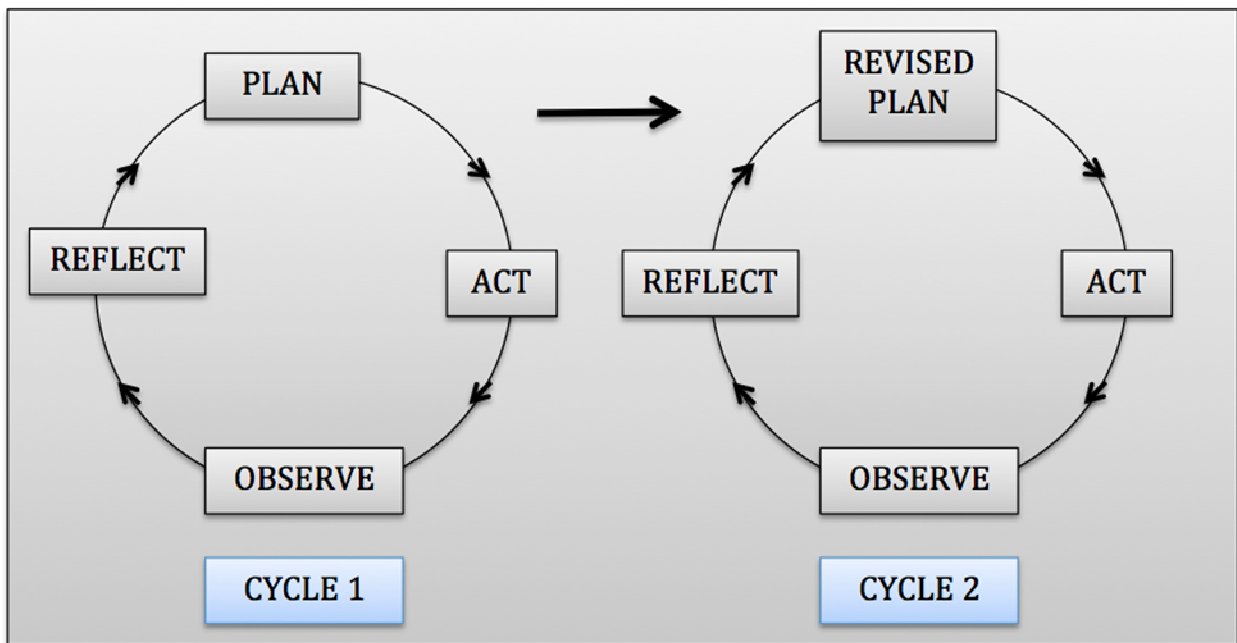 PLAN
ACT
OBSERVE
REFLECT
CYCLE 1
REVISED
PLAN
ACT
OBSERVE
REFLECT
CYCLE 2